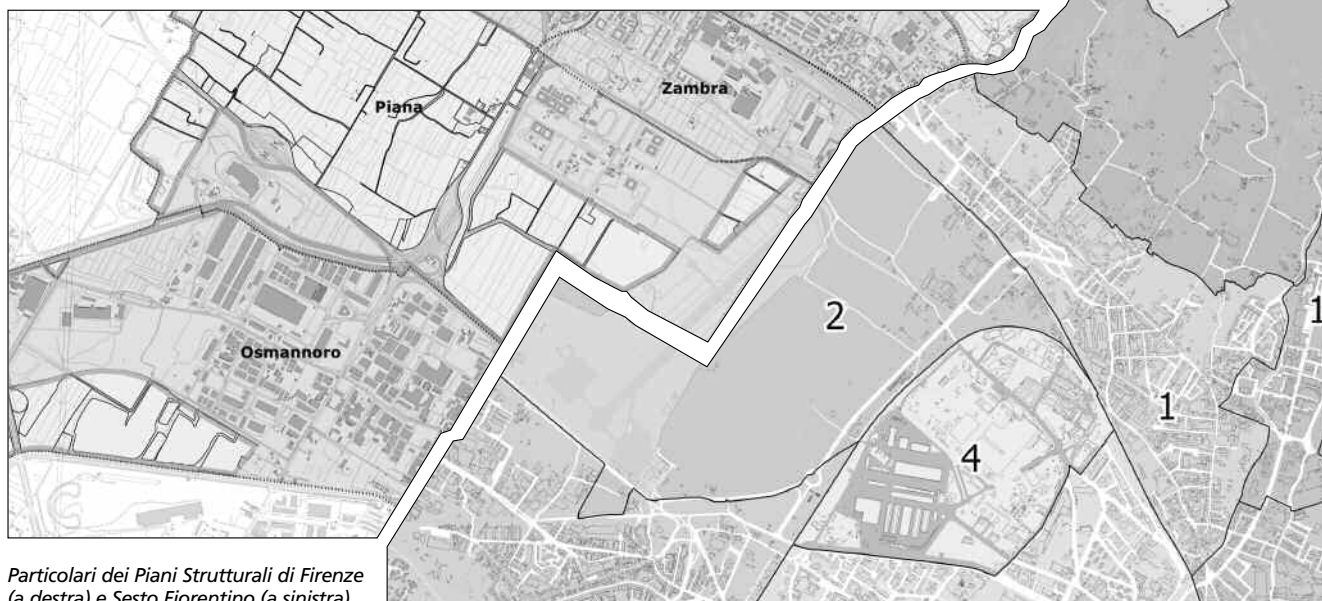 Zambra
Piana
2
Osmannoro
1
1
4
Particolari dei Piani Strutturali di Firenze
(a destra) e Sesto Fiorentino (a sinistra)